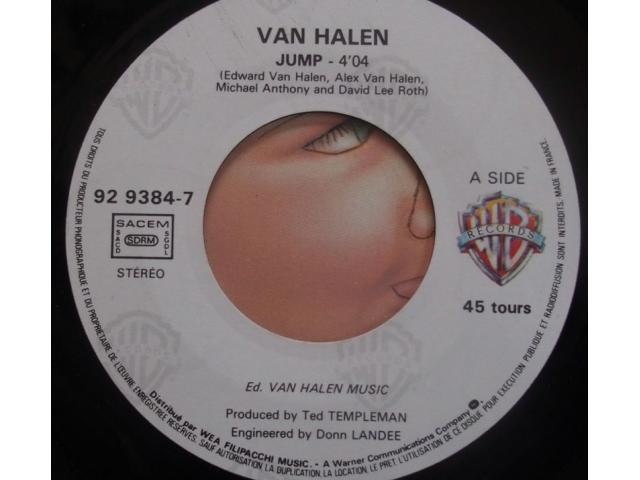 VAN HALEN
JUMP - 4'04
(Edward Van Halen, Alex Van Halen,
Michael Anthony and David Lee Roth)
92 9384-7
SACEM
SACD
SDRM
SGDL
STÉRÉO
A SIDE
WB
RECORDS
45 tours
Ed. VAN HALEN MUSIC
Produced by Ted TEMPLEMAN
Engineered by Donn LANDEE
Distribué par WEA FILIPACCHI MUSIC. - A Warner Communications Company
TOUS DROITS DU PRODUCTEUR PHONOGRAPHIQUE ET DU PROPRIÉTAIRE DE L'ŒUVRE ENREGISTRÉE RÉSERVÉS. SAUF AUTORISATION, LA DUPLICATION, LA LOCATION, LE PRÊT, L'UTILISATION DE CE DISQUE POUR EXÉCUTION PUBLIQUE ET RADIODIFFUSION SONT INTERDITS. MADE IN FRANCE.